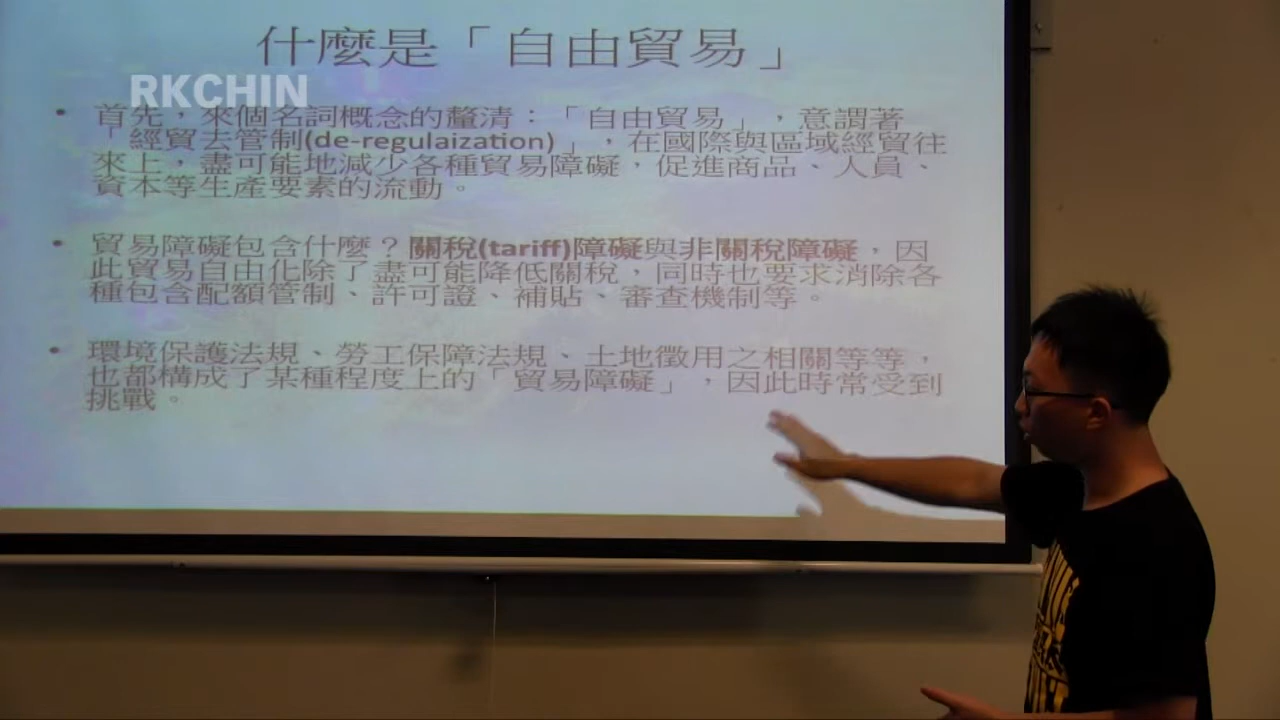 什麼是「自由貿易」
RKCHIN
• 首先，來個名詞概念的釐清：「自由貿易」，意謂著
「經貿去管制(de-regulaization)」，在國際與區域經貿往
來上，盡可能地減少各種貿易障礙，促進商品、人員、
資本等生產要素的流動。
• 貿易障礙包含什麼？關稅(tariff)障礙與非關稅障礙，因
此貿易自由化除了盡可能降低關稅，同時也要求消除各
種包含配額管制、許可證、補貼、審查機制等。
• 環境保護法規、勞工保障法規、土地徵用之相關等等，
也都構成了某種程度上的「貿易障礙」，因此時常受到
挑戰。